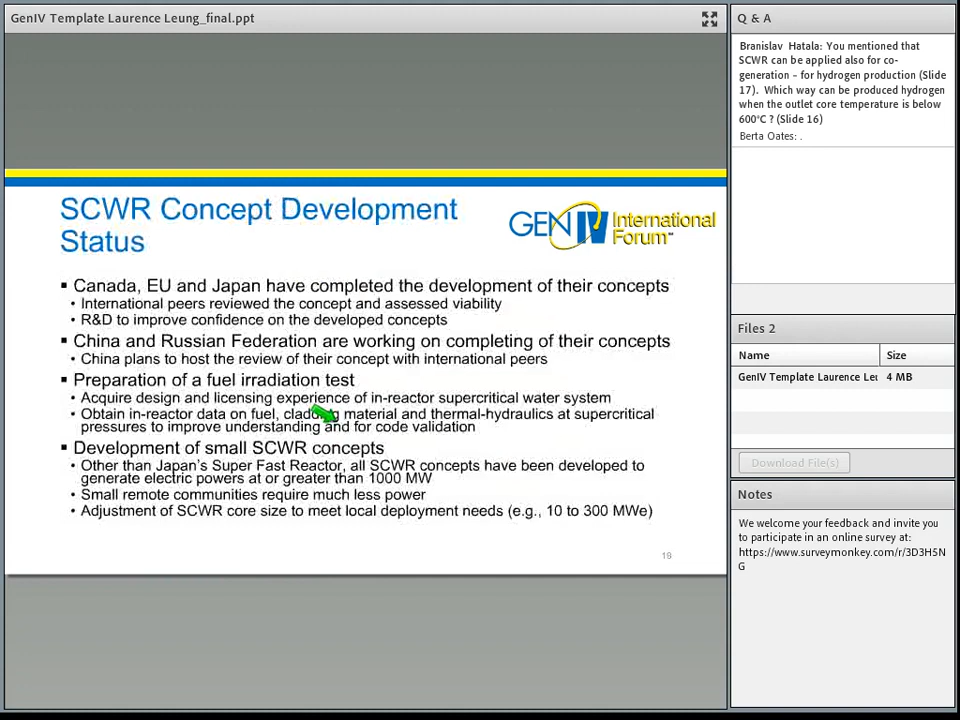 GenIV Template Laurence Leung_final.ppt
SCWR Concept Development
Status
GEN IV International
Forum™
▪ Canada, EU and Japan have completed the development of their concepts
• International peers reviewed the concept and assessed viability
• R&D to improve confidence on the developed concepts
▪ China and Russian Federation are working on completing of their concepts
• China plans to host the review of their concept with international peers
▪ Preparation of a fuel irradiation test
• Acquire design and licensing experience of in-reactor supercritical water system
• Obtain in-reactor data on fuel, cladding material and thermal-hydraulics at supercritical
pressures to improve understanding and for code validation
▪ Development of small SCWR concepts
• Other than Japan's Super Fast Reactor, all SCWR concepts have been developed to
generate electric powers at or greater than 1000 MW
• Small remote communities require much less power
• Adjustment of SCWR core size to meet local deployment needs (e.g., 10 to 300 MWe)
19
Q & A
Branislav Hatala: You mentioned that
SCWR can be applied also for co-
generation – for hydrogen production (Slide
17). Which way can be produced hydrogen
when the outlet core temperature is below
600°C ? (Slide 16)
Berta Oates: .
Files 2
Name Size
GenIV Template Laurence Leu 4 MB
Download File(s)
Notes
We welcome your feedback and invite you
to participate in an online survey at:
https://www.surveymonkey.com/r/3D3H5N
G